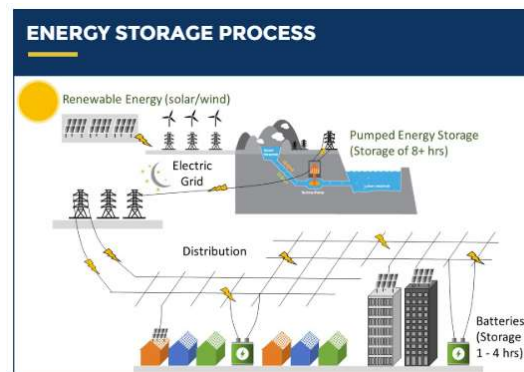 ENERGY STORAGE PROCESS
Renewable Energy (solar/wind)
Pumped Energy Storage
(Storage of 8+ hrs)
Electric
Grid
Distribution
Batteries
(Storage
1 - 4 hrs)